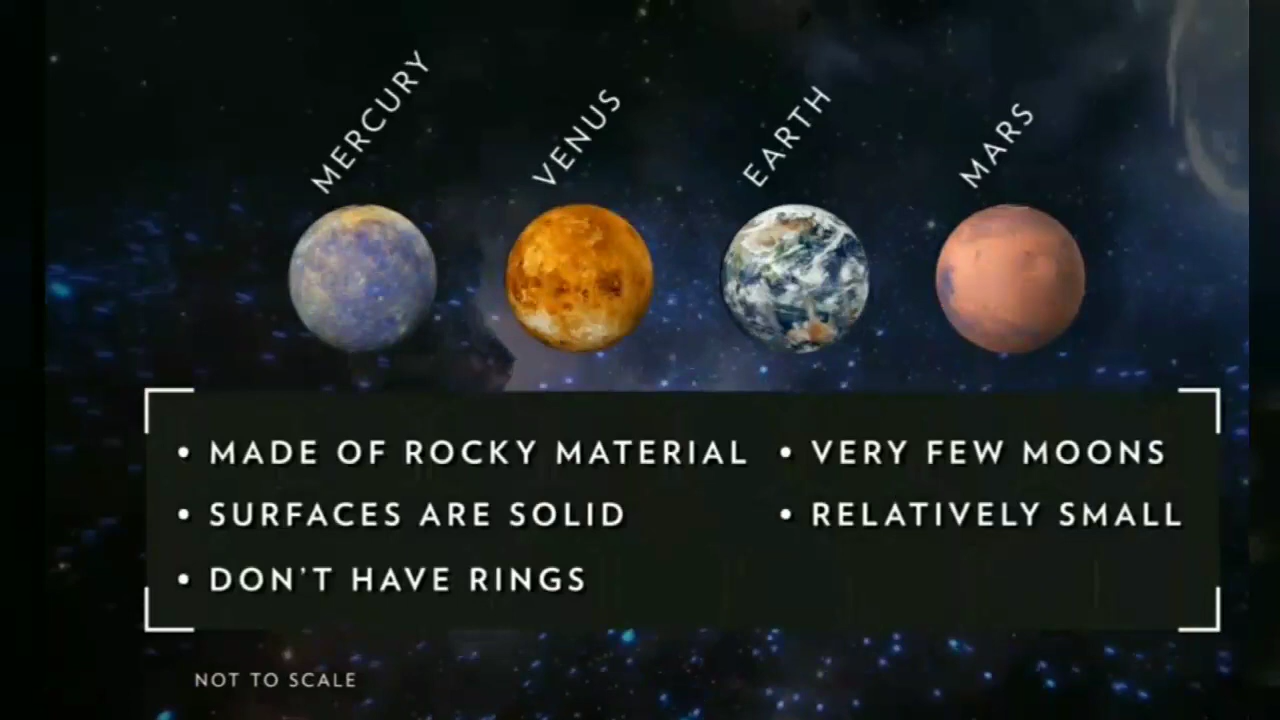 MERCURY
VENUS
EARTH
MARS
• MADE OF ROCKY MATERIAL
• SURFACES ARE SOLID
• DON'T HAVE RINGS
• VERY FEW MOONS
• RELATIVELY SMALL
NOT TO SCALE